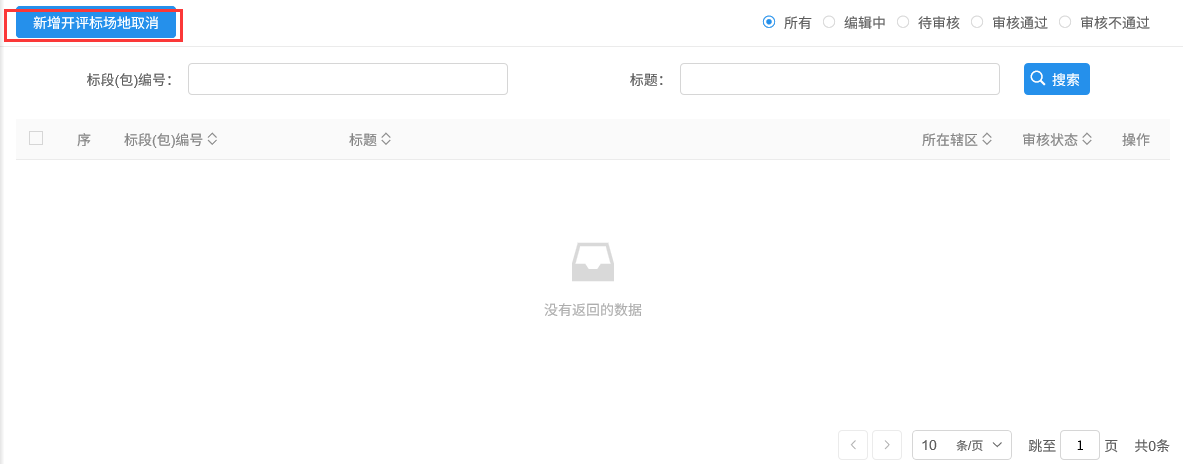 新增开评标场地取消 所有 编辑中 待审核 审核通过 审核不通过
标段(包)编号： 标题： 搜索
序 标段(包)编号 标题 所在辖区 审核状态 操作
没有返回的数据
10 条/页 跳至 1 页 共0条